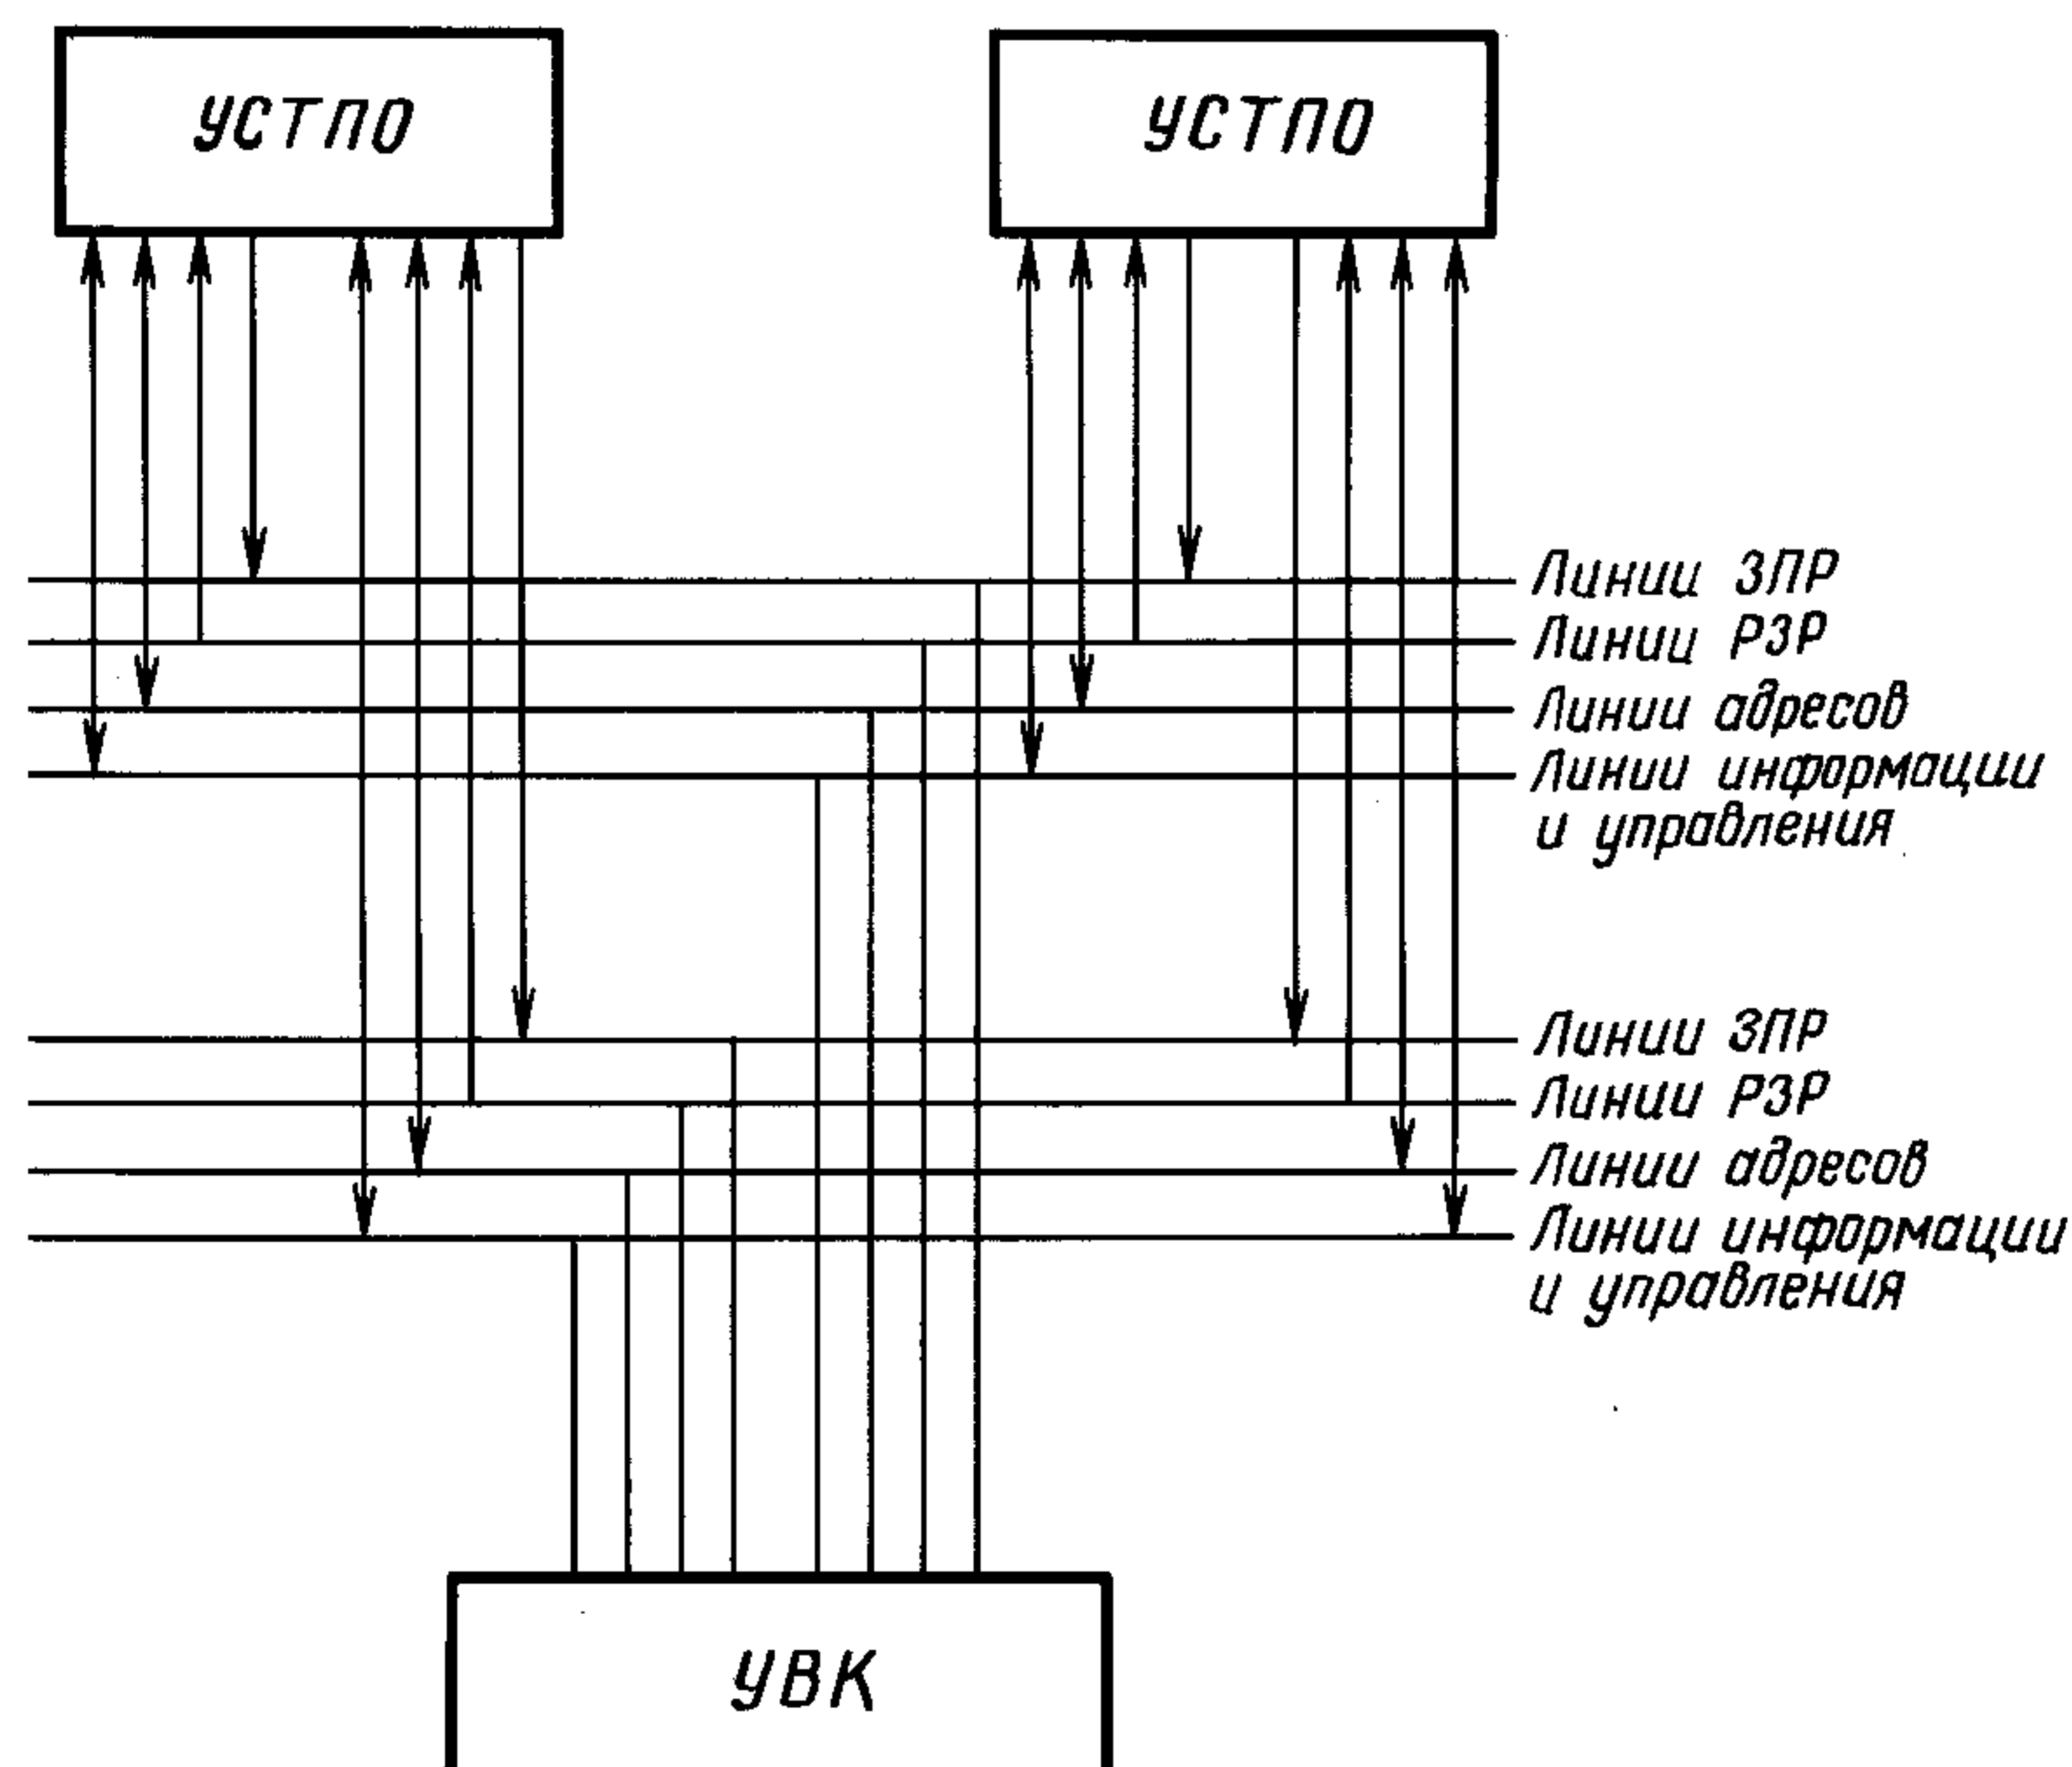 УСТПО
УСТПО
Линии ЗПР
Линии РЗР
Линии адресов
Линии информации
и управления
Линии ЗПР
Линии РЗР
Линии адресов
Линии информации
и управления
УВК